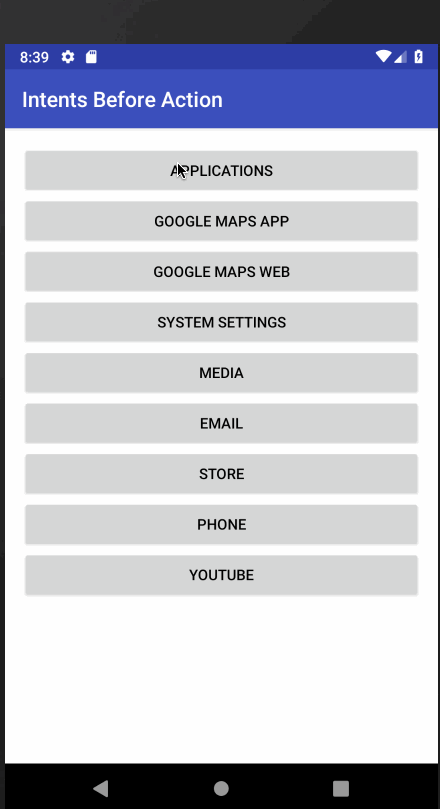 8:39
Intents Before Action
APPLICATIONS
GOOGLE MAPS APP
GOOGLE MAPS WEB
SYSTEM SETTINGS
MEDIA
EMAIL
STORE
PHONE
YOUTUBE